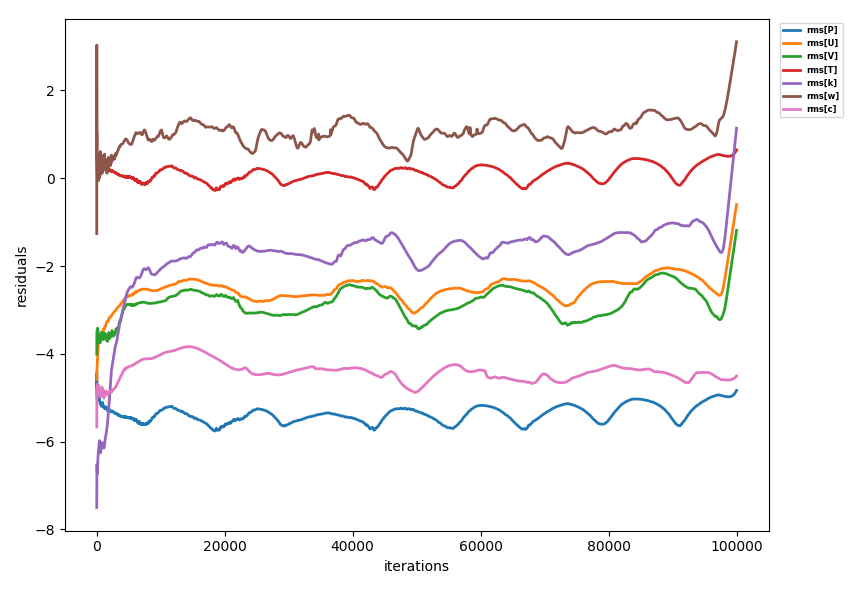 2
0
−2
−4
−6
−8
residuals
0 20000 40000 60000 80000 100000
iterations
rms[P]
rms[U]
rms[V]
rms[T]
rms[k]
rms[w]
rms[c]